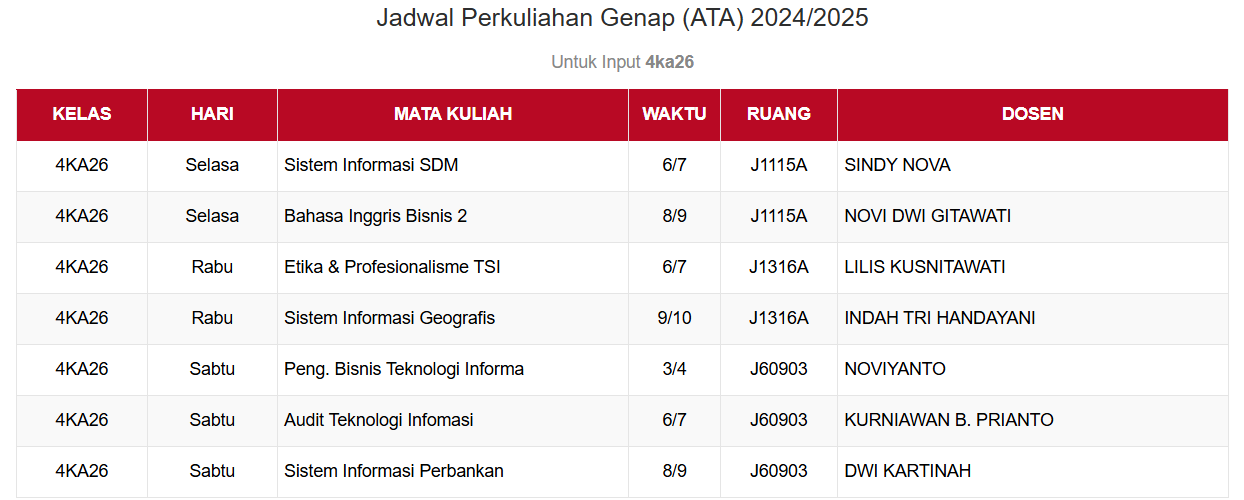 Jadwal Perkuliahan Genap (ATA) 2024/2025
Untuk Input 4ka26
KELAS HARI MATA KULIAH WAKTU RUANG DOSEN
4KA26 Selasa Sistem Informasi SDM 6/7 J1115A SINDY NOVA
4KA26 Selasa Bahasa Inggris Bisnis 2 8/9 J1115A NOVI DWI GITAWATI
4KA26 Rabu Etika & Profesionalisme TSI 6/7 J1316A LILIS KUSNITAWATI
4KA26 Rabu Sistem Informasi Geografis 9/10 J1316A INDAH TRI HANDAYANI
4KA26 Sabtu Peng. Bisnis Teknologi Informa 3/4 J60903 NOVIYANTO
4KA26 Sabtu Audit Teknologi Infomasi 6/7 J60903 KURNIAWAN B. PRIANTO
4KA26 Sabtu Sistem Informasi Perbankan 8/9 J60903 DWI KARTINAH